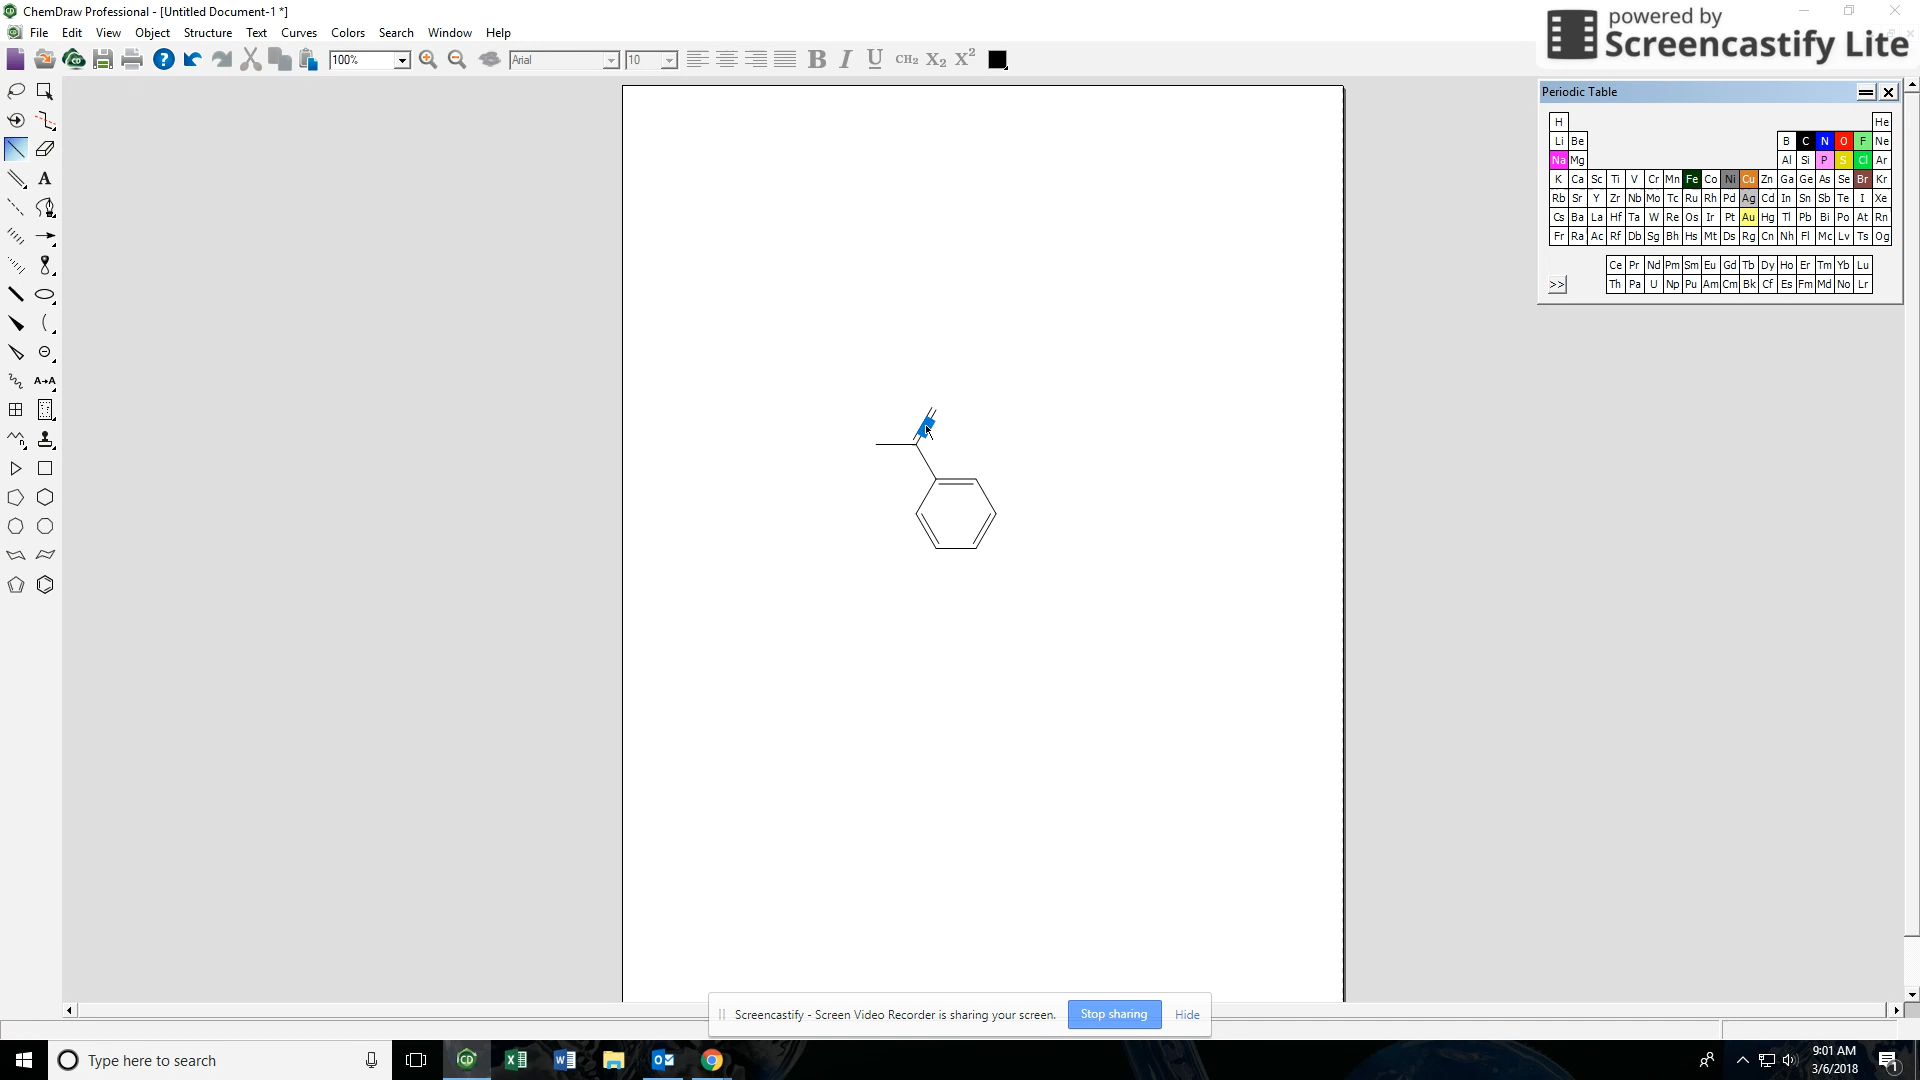 ChemDraw Professional - [Untitled Document-1 *]
File Edit View Object Structure Text Curves Colors Search Window Help
powered by
Screencastify Lite
100% Arial 10 B I U CH₂ X₂ X²
Periodic Table
H He
Li Be B C N O F Ne
Na Mg Al Si P S Cl Ar
K Ca Sc Ti V Cr Mn Fe Co Ni Cu Zn Ga Ge As Se Br Kr
Rb Sr Y Zr Nb Mo Tc Ru Rh Pd Ag Cd In Sn Sb Te I Xe
Cs Ba La Hf Ta W Re Os Ir Pt Au Hg Tl Pb Bi Po At Rn
Fr Ra Ac Rf Db Sg Bh Hs Mt Ds Rg Cn Nh Fl Mc Lv Ts Og
Ce Pr Nd Pm Sm Eu Gd Tb Dy Ho Er Tm Yb Lu
>> Th Pa U Np Pu Am Cm Bk Cf Es Fm Md No Lr
A
A→A
n
Screencastify - Screen Video Recorder is sharing your screen. Stop sharing Hide
Type here to search
9:01 AM
3/6/2018
1